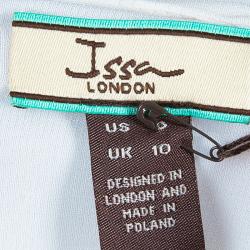 Issa
LONDON
US
UK 10
DESIGNED IN
LONDON AND
MADE IN
POLAND